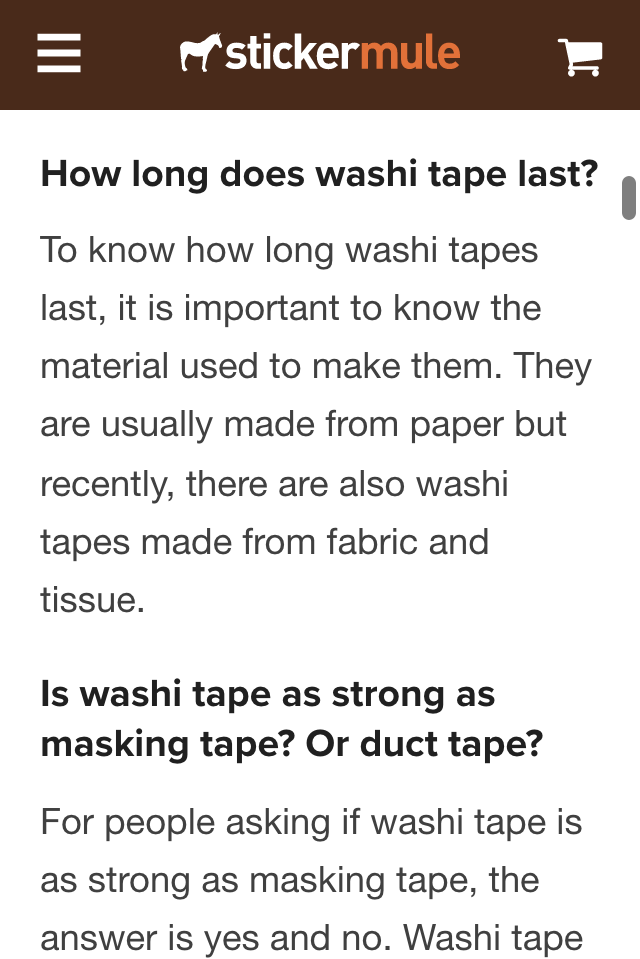 stickermule
How long does washi tape last?
To know how long washi tapes
last, it is important to know the
material used to make them. They
are usually made from paper but
recently, there are also washi
tapes made from fabric and
tissue.
Is washi tape as strong as
masking tape? Or duct tape?
For people asking if washi tape is
as strong as masking tape, the
answer is yes and no. Washi tape